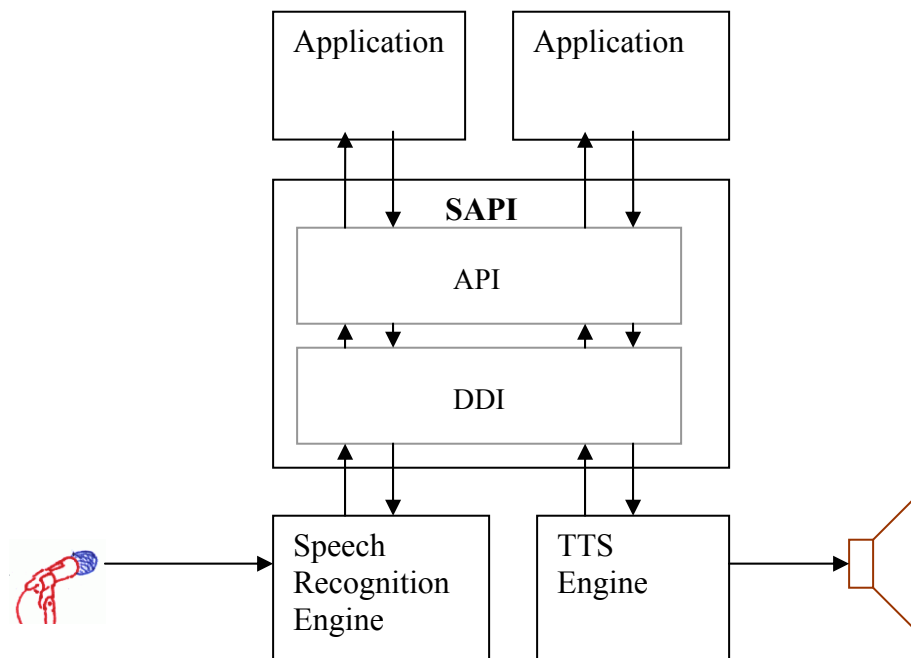 Application
Application
SAPI
API
DDI
Speech
Recognition
Engine
TTS
Engine